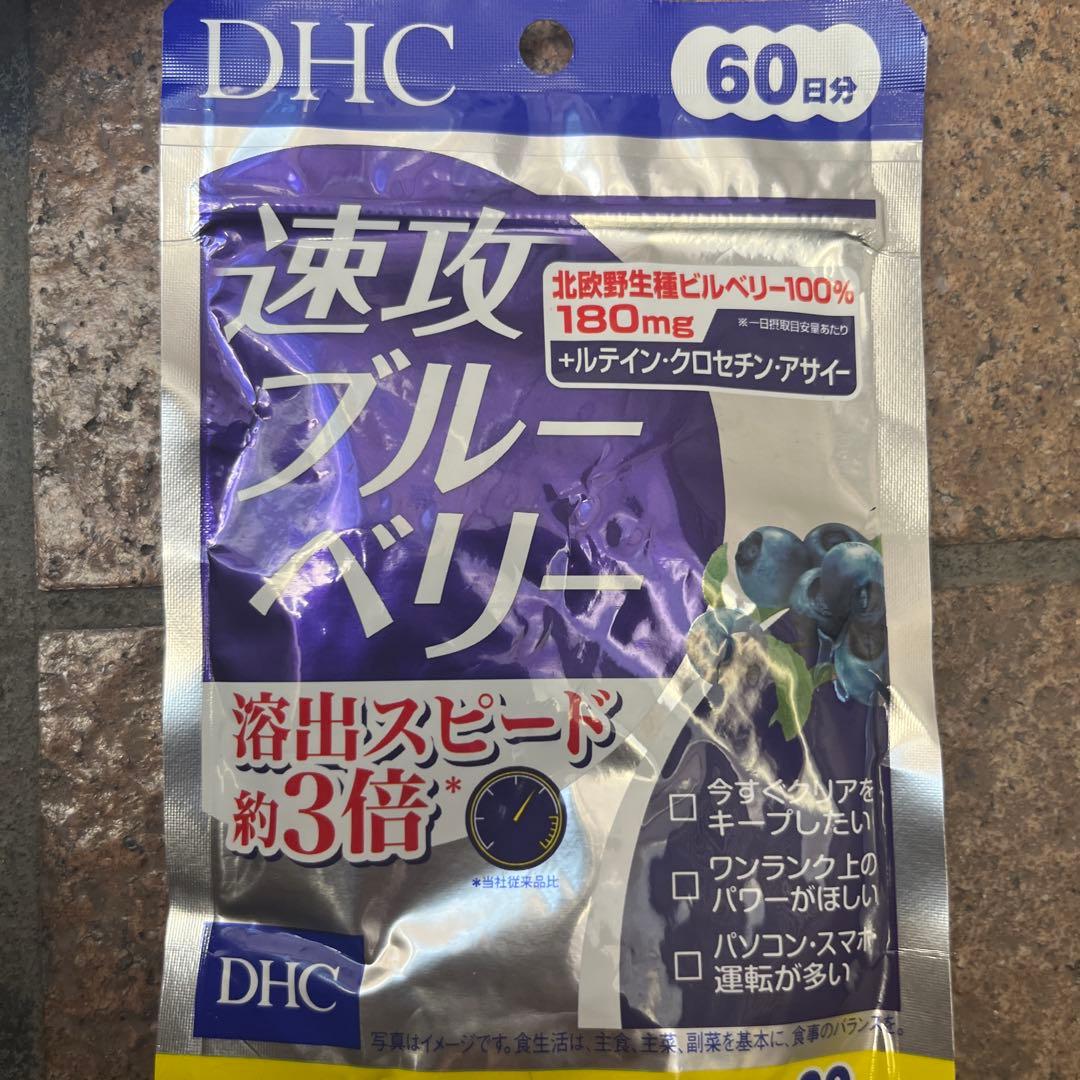 DHC
60日分
速攻
ブルー
ベリー
北欧野生種ビルベリー100%
180mg
※一日摂取目安量あたり
+ルテイン・クロセチン・アサイー
溶出スピード
約3倍*
*当社従来品比
今すぐクリアを
キープしたい
ワンランク上の
パワーがほしい
パソコン・スマホ・
運転が多い
DHC
写真はイメージです。食生活は、主食、主菜、副菜を基本に、食事のバランスを。